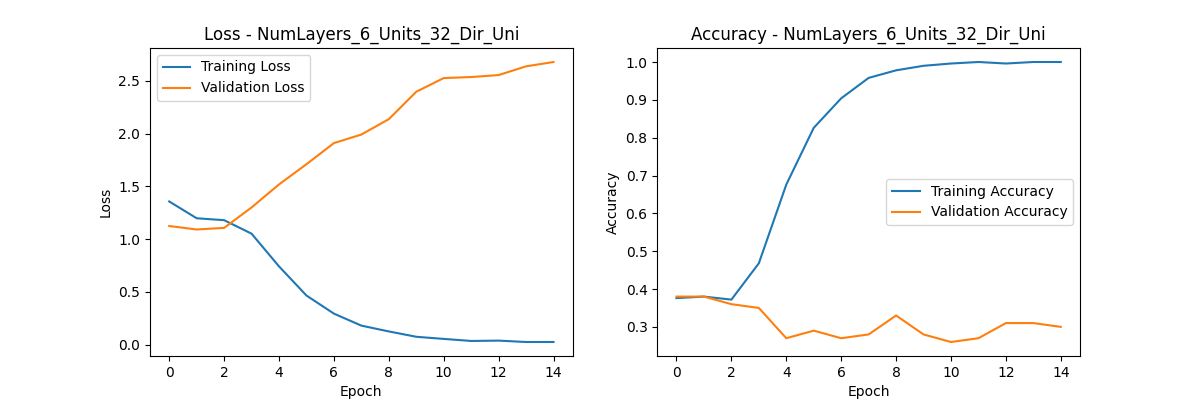 Loss - NumLayers_6_Units_32_Dir_Uni
Training Loss
Validation Loss
2.5
2.0
1.5
1.0
0.5
0.0
Loss
0 2 4 6 8 10 12 14
Epoch
Accuracy - NumLayers_6_Units_32_Dir_Uni
1.0
0.9
0.8
0.7
0.6
0.5
0.4
0.3
Accuracy
Training Accuracy
Validation Accuracy
0 2 4 6 8 10 12 14
Epoch